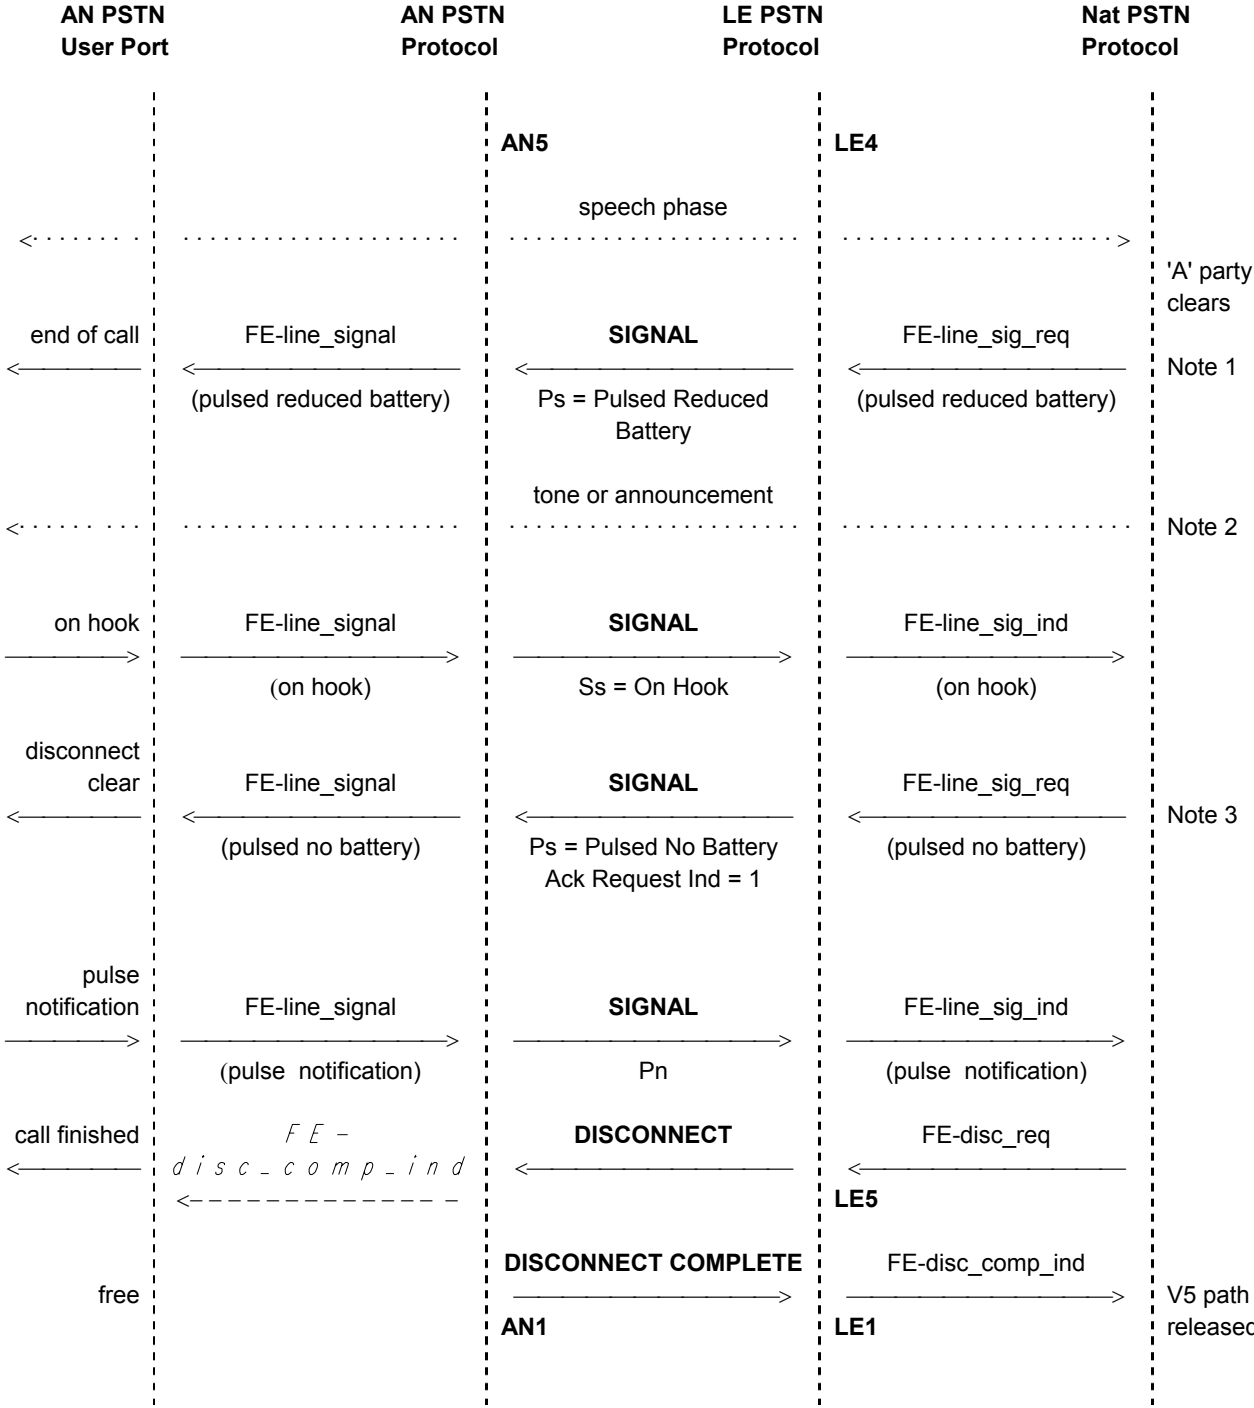 AN PSTN AN PSTN LE PSTN Nat PSTN
User Port Protocol Protocol Protocol
AN5 LE4
speech phase
'A' party
clears
end of call FE-line_signal SIGNAL FE-line_sig_req
Note 1
(pulsed reduced battery) Ps = Pulsed Reduced (pulsed reduced battery)
Battery
tone or announcement
Note 2
on hook FE-line_signal SIGNAL FE-line_sig_ind
(on hook) Ss = On Hook (on hook)
disconnect
clear FE-line_signal SIGNAL FE-line_sig_req
Note 3
(pulsed no battery) Ps = Pulsed No Battery (pulsed no battery)
Ack Request Ind = 1
pulse
notification FE-line_signal SIGNAL FE-line_sig_ind
(pulse notification) Pn (pulse notification)
call finished FE- DISCONNECT FE-disc_req
disc_comp_ind
LE5
DISCONNECT COMPLETE FE-disc_comp_ind
free V5 path
AN1 LE1 released